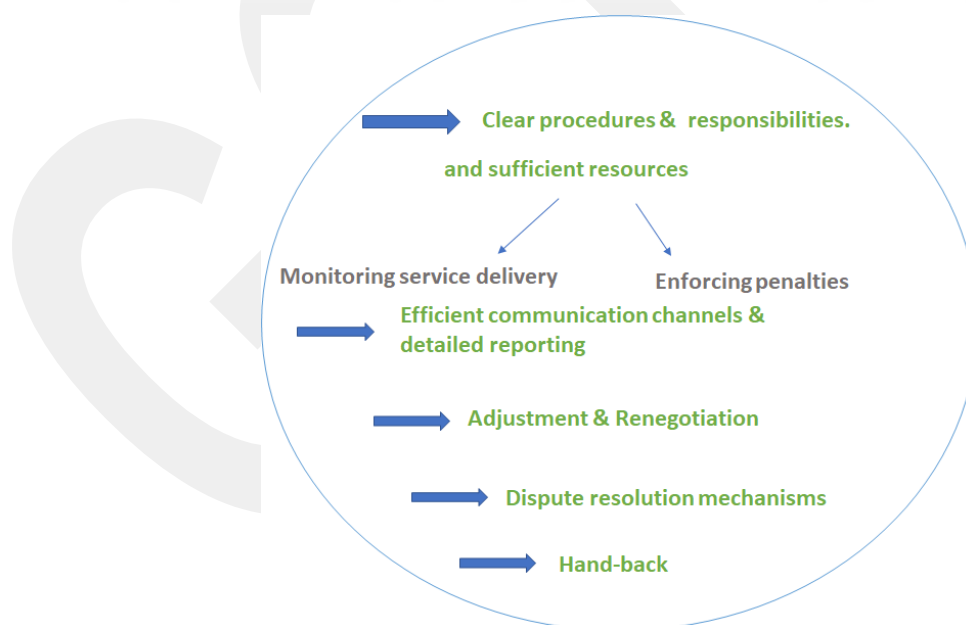 Clear procedures & responsibilities.
and sufficient resources
Monitoring service delivery
Enforcing penalties
Efficient communication channels &
detailed reporting
Adjustment & Renegotiation
Dispute resolution mechanisms
Hand-back